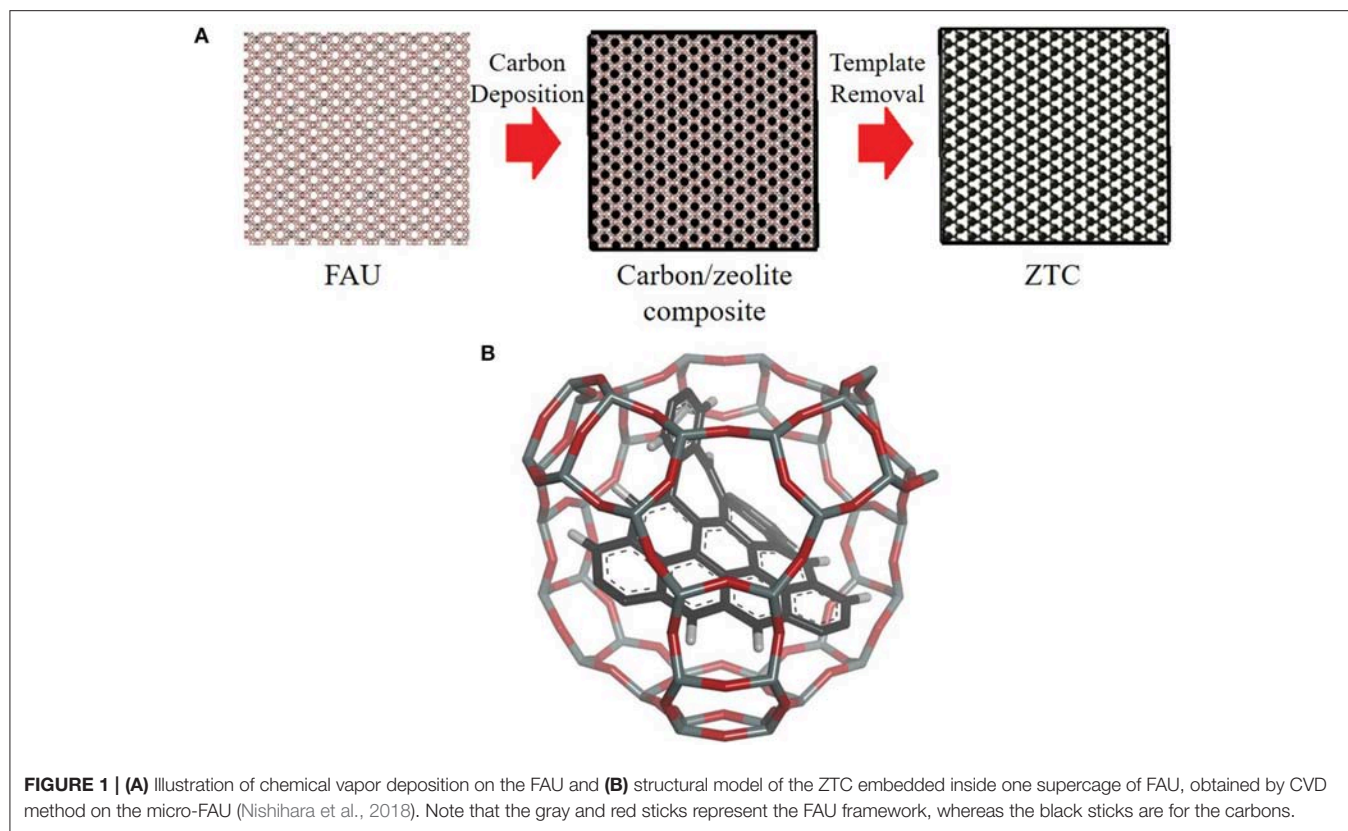 A
Carbon
Deposition
Template
Removal
FAU
Carbon/zeolite
composite
ZTC
B
FIGURE 1 | (A) Illustration of chemical vapor deposition on the FAU and (B) structural model of the ZTC embedded inside one supercage of FAU, obtained by CVD
method on the micro-FAU (Nishihara et al., 2018). Note that the gray and red sticks represent the FAU framework, whereas the black sticks are for the carbons.